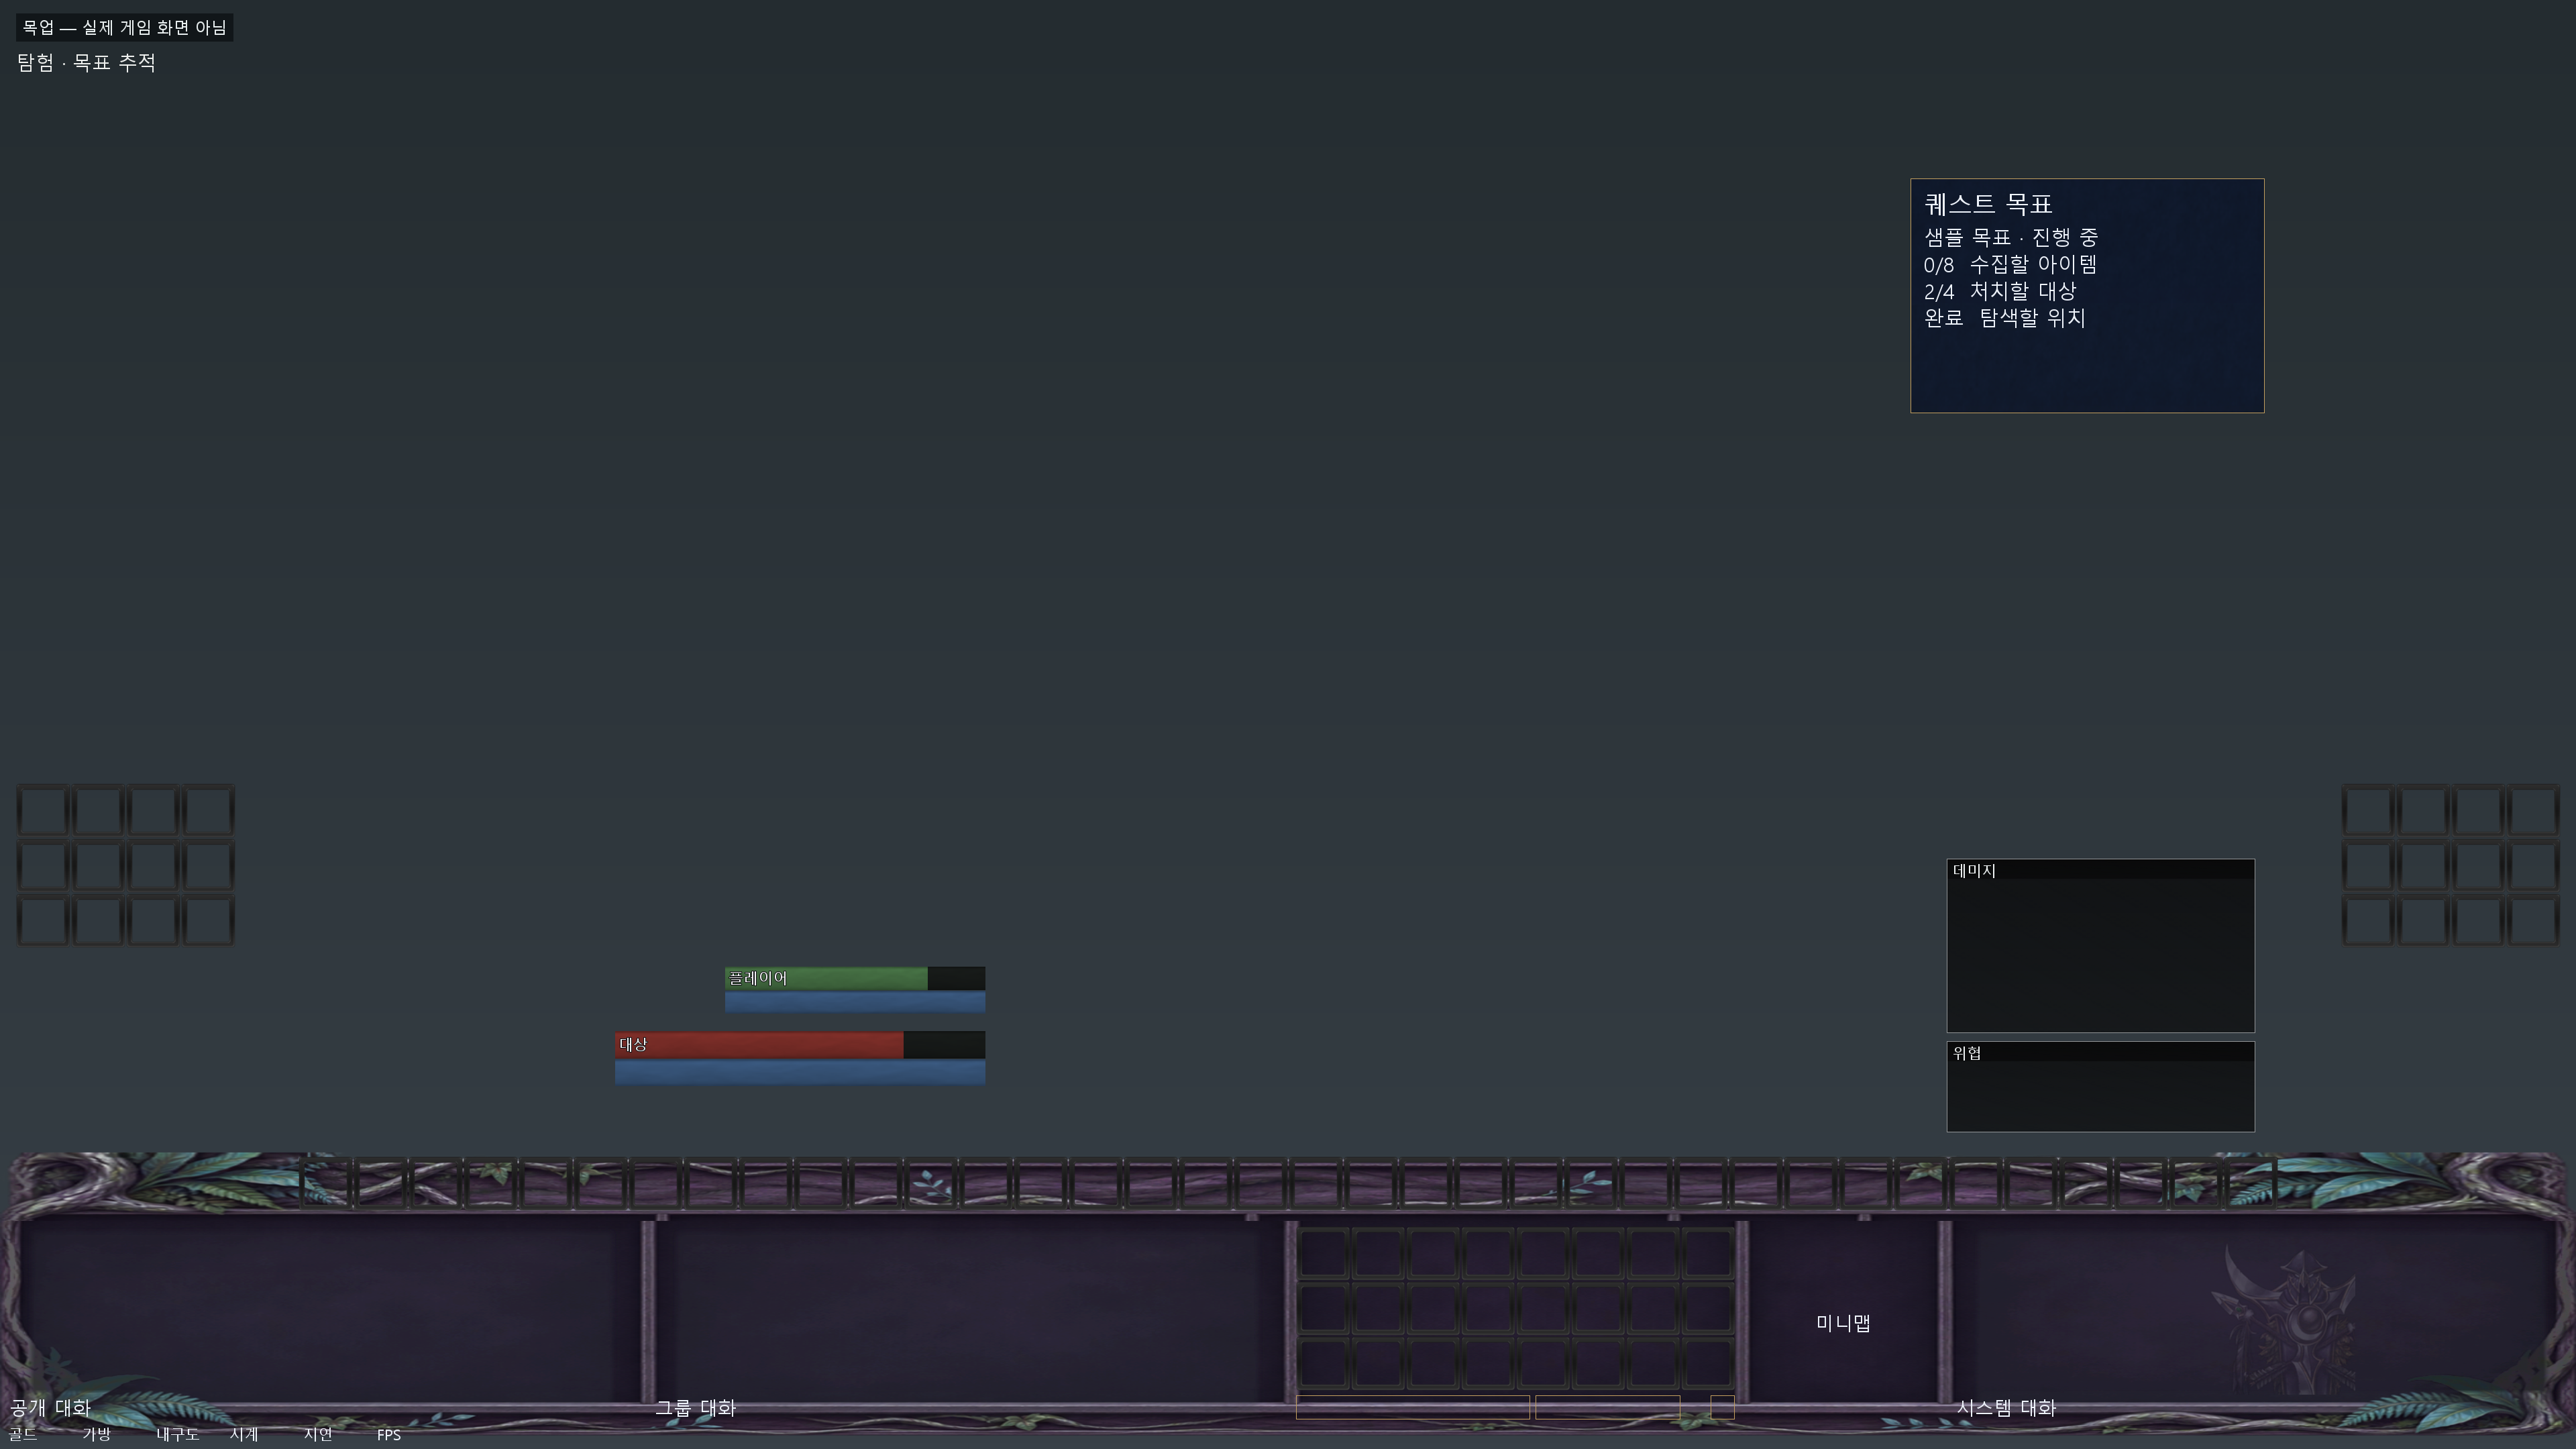 목업 — 실제 게임 화면 아님
탐험 · 목표 추적
퀘스트 목표
샘플 목표 · 진행 중
0/8 수집할 아이템
2/4 처치할 대상
완료 탐색할 위치
데미지
플레이어
대상
위협
미니맵
공개 대화
그룹 대화
시스템 대화
골드 가방 내구도 시계 지연 FPS